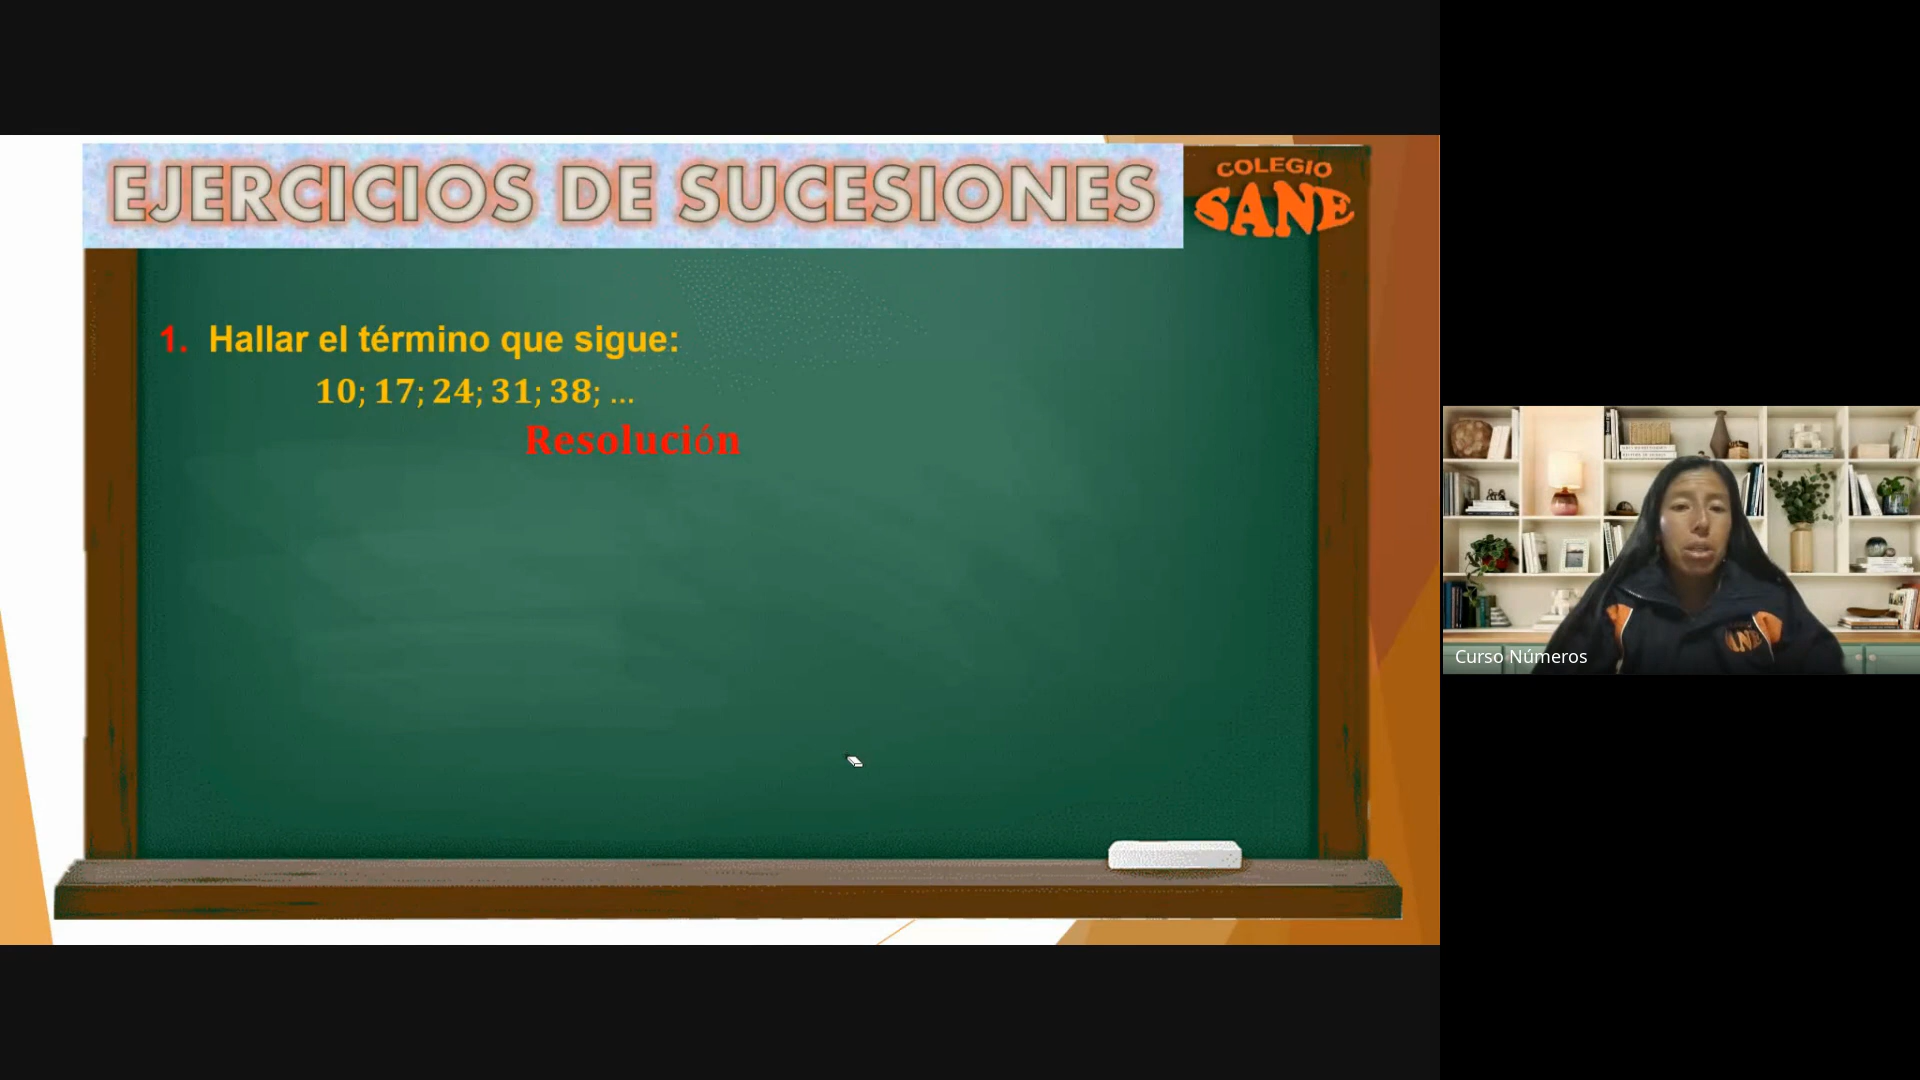 EJERCICIOS DE SUCESIONES
COLEGIO
SANE
1. Hallar el término que sigue:
10; 17; 24; 31; 38; ...
Resolución
Curso Números